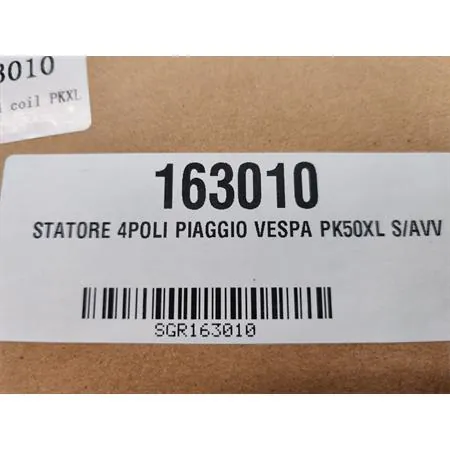 3010
coil PKXL
163010
STATORE 4POLI PIAGGIO VESPA PK50XL S/AVV
SGR163010